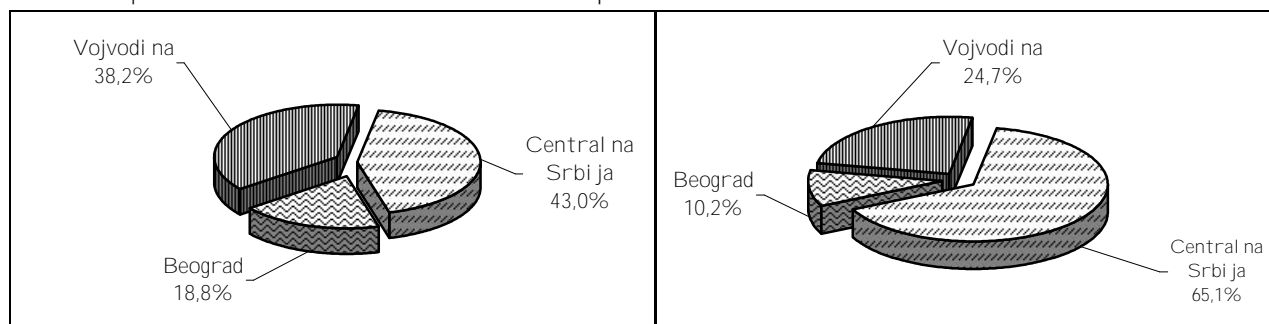 Vojvodina
38,2%
Centralna
Srbija
43,0%
Beograd
18,8%
Vojvodina
24,7%
Beograd
10,2%
Centralna
Srbija
65,1%